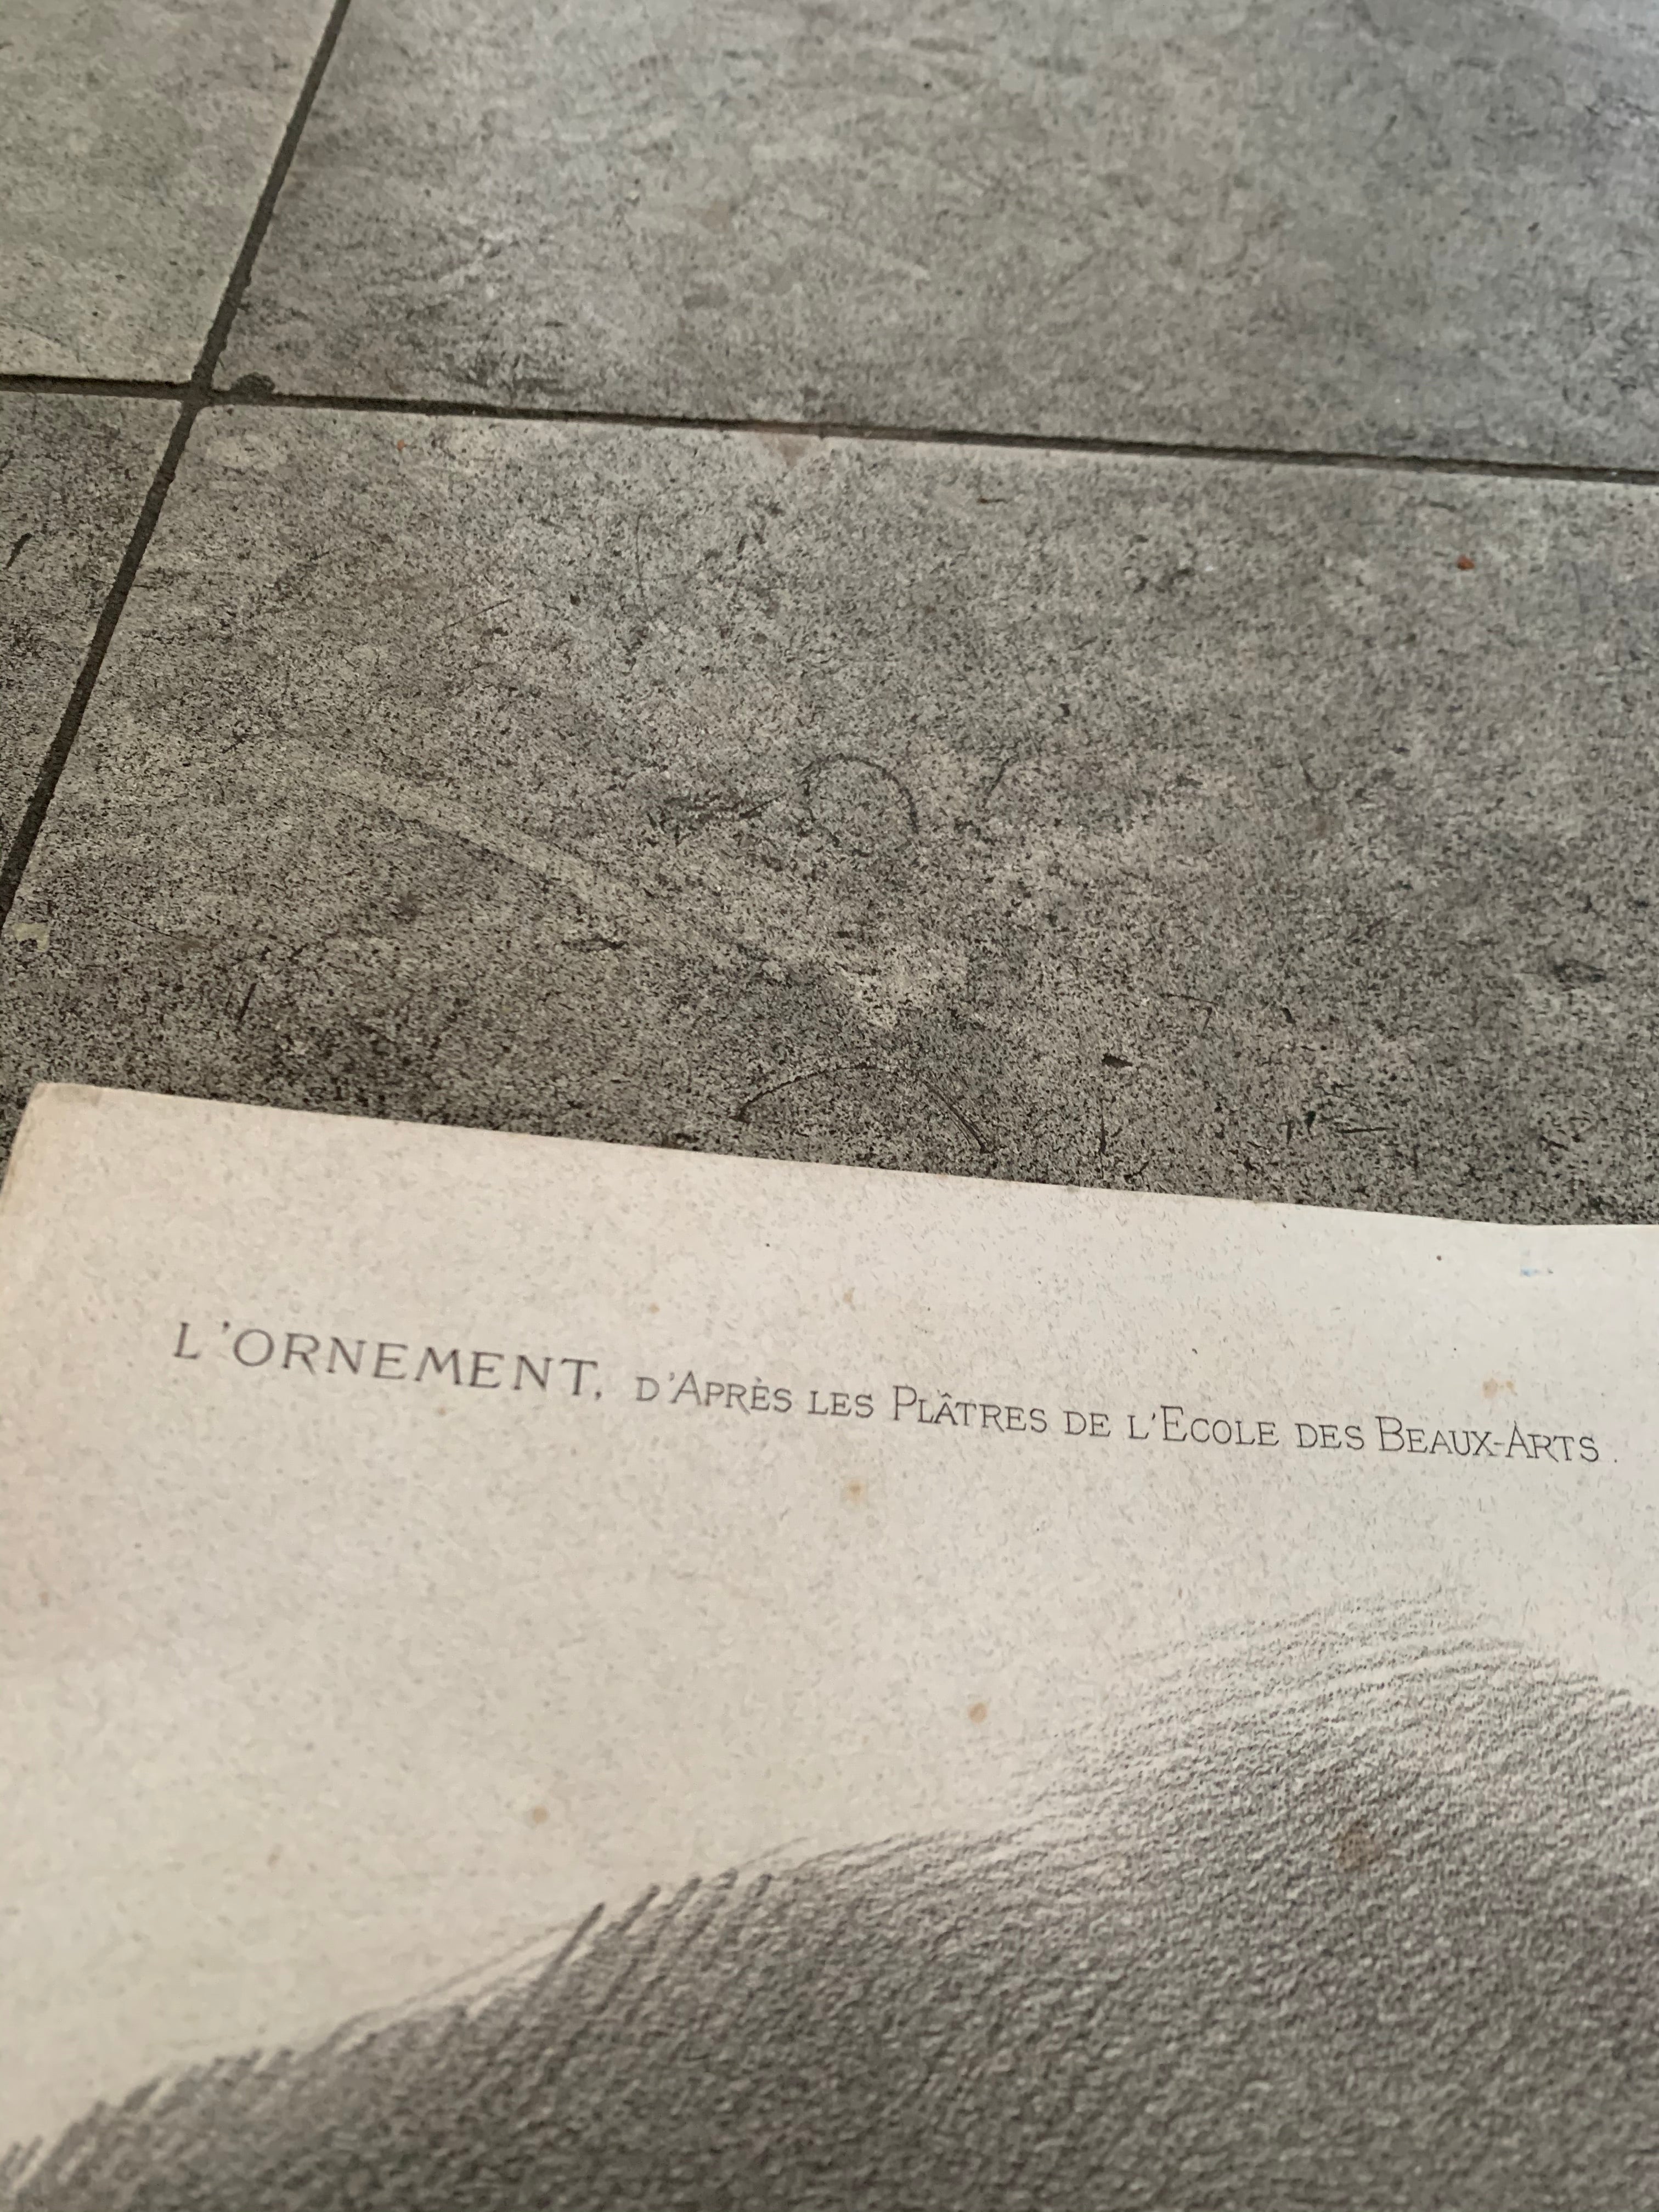 L'ORNEMENT, D'APRÈS LES PLÂTRES DE L'ECOLE DES BEAUX-ARTS.